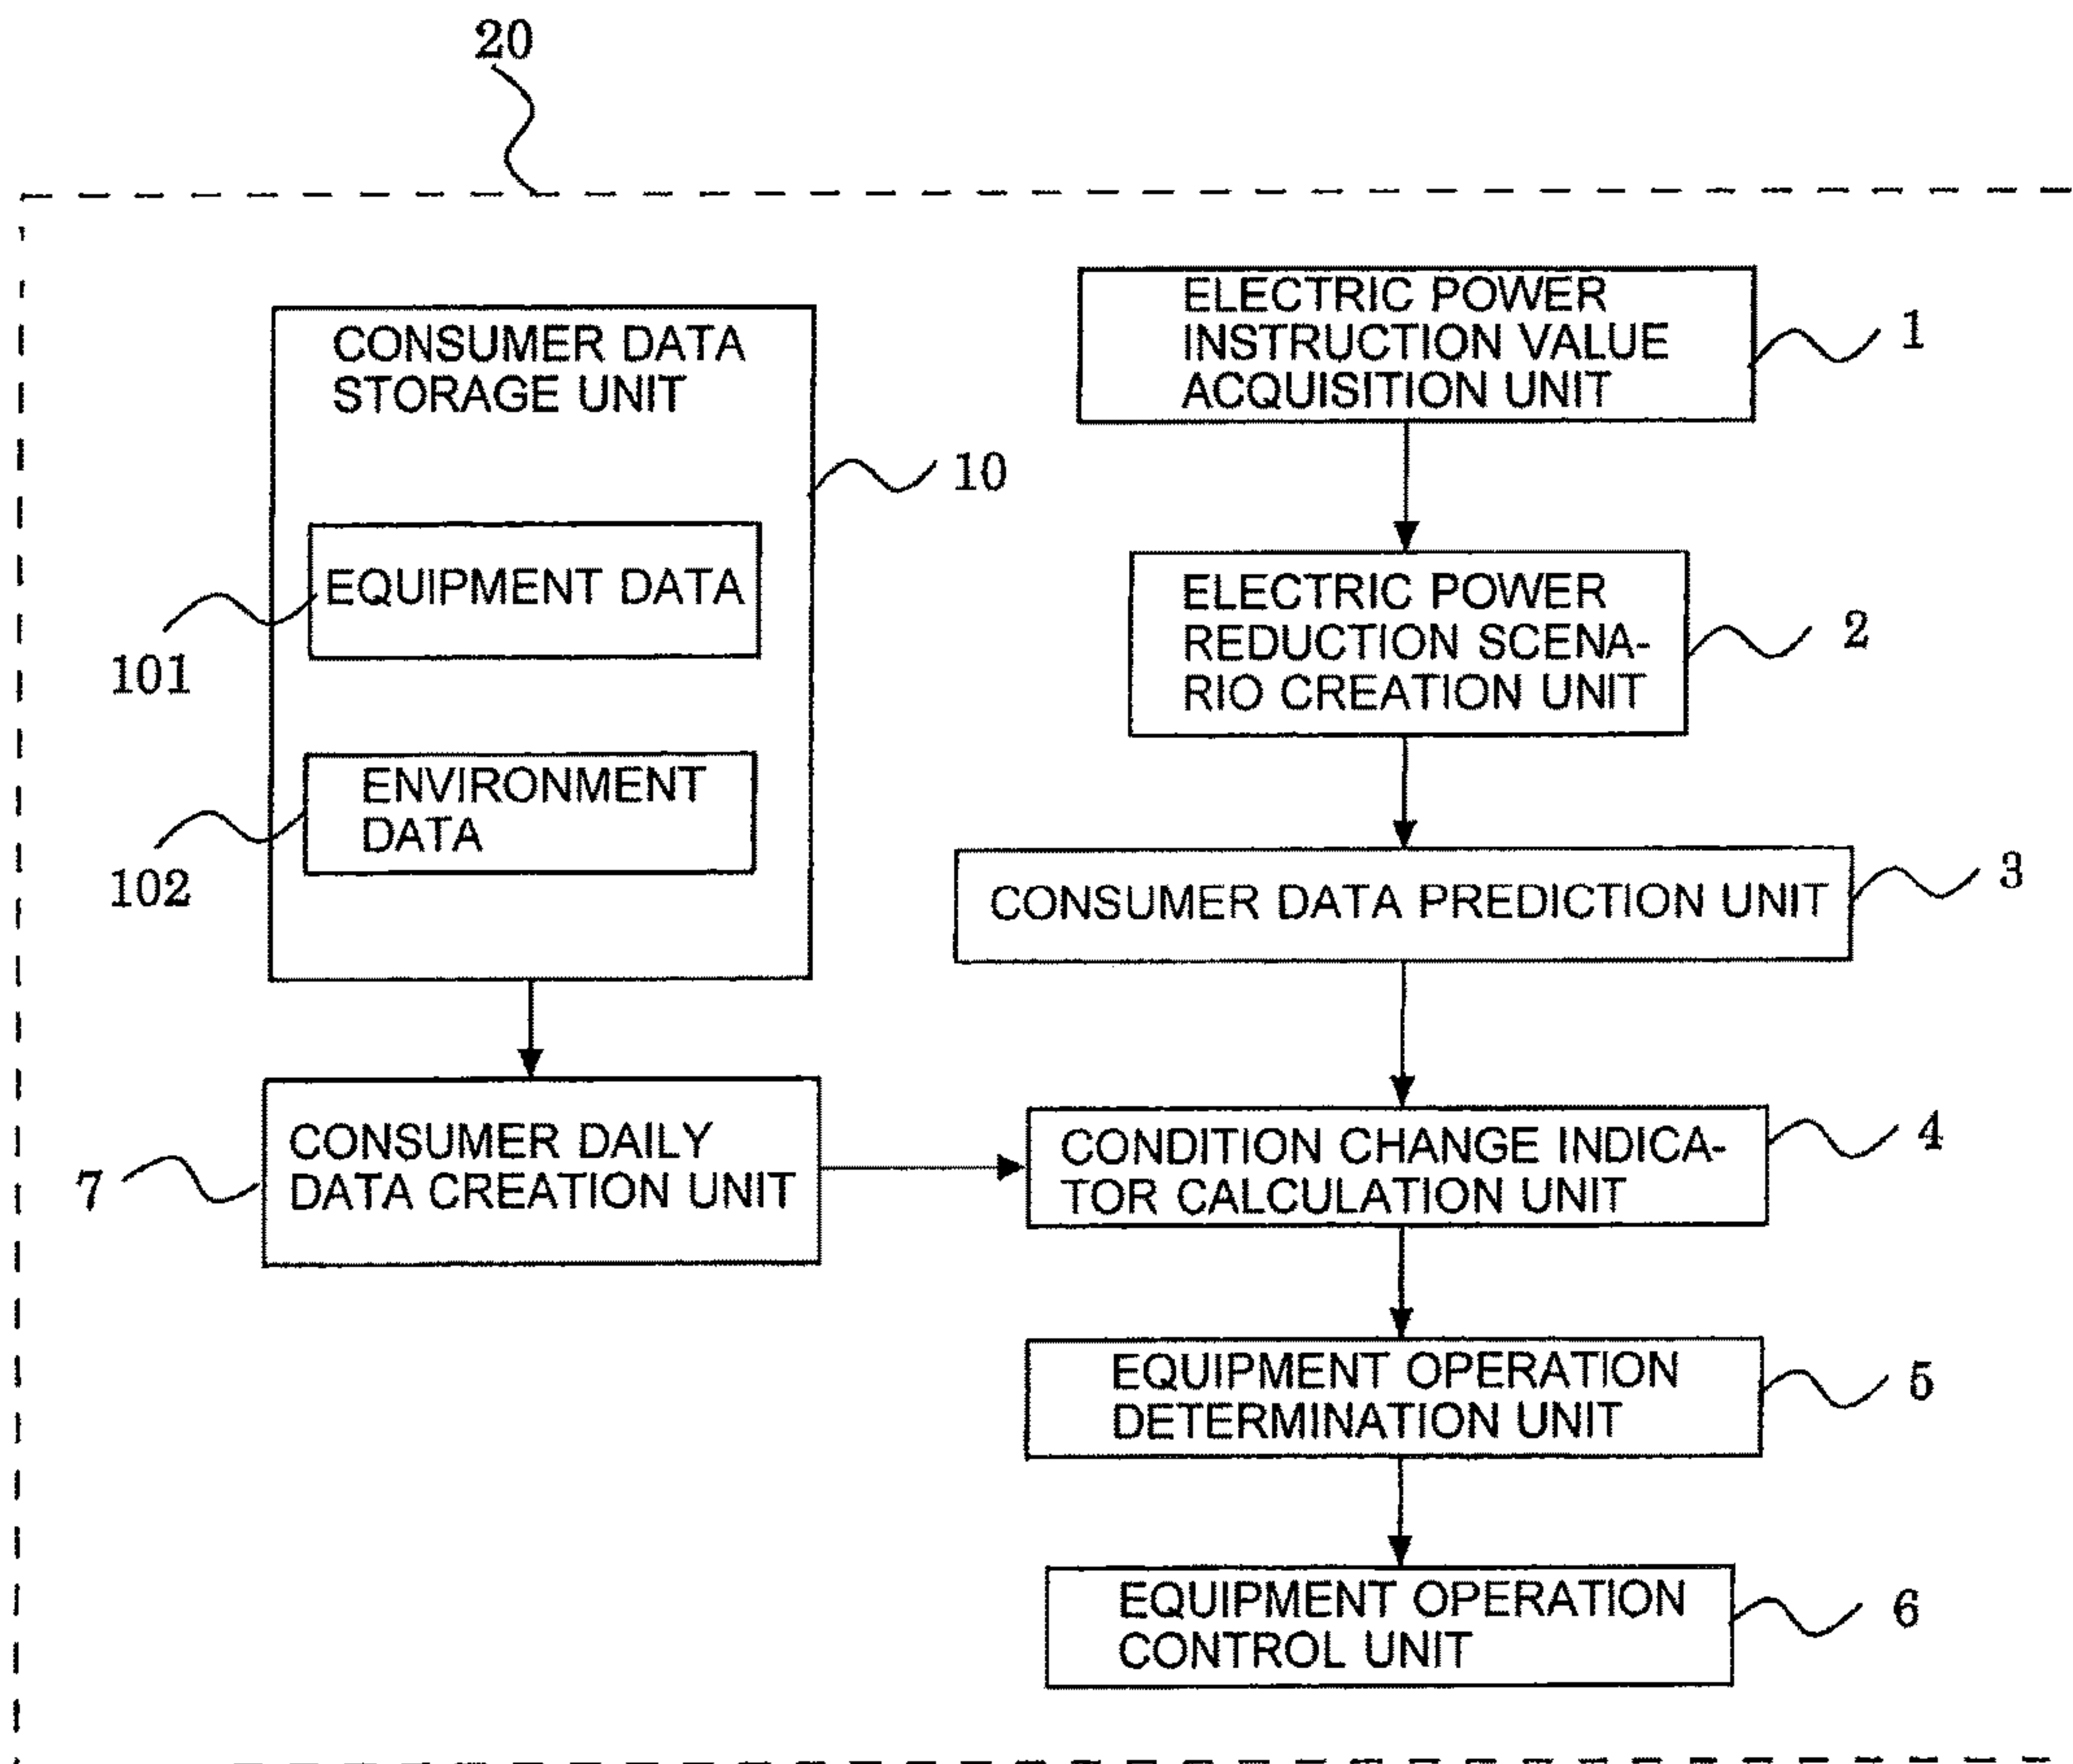 20
CONSUMER DATA
STORAGE UNIT
10
EQUIPMENT DATA
101
ENVIRONMENT
DATA
102
CONSUMER DAILY
DATA CREATION UNIT
7
ELECTRIC POWER
INSTRUCTION VALUE
ACQUISITION UNIT
1
ELECTRIC POWER
REDUCTION SCENA-
RIO CREATION UNIT
2
CONSUMER DATA PREDICTION UNIT
3
CONDITION CHANGE INDICA-
TOR CALCULATION UNIT
4
EQUIPMENT OPERATION
DETERMINATION UNIT
5
EQUIPMENT OPERATION
CONTROL UNIT
6